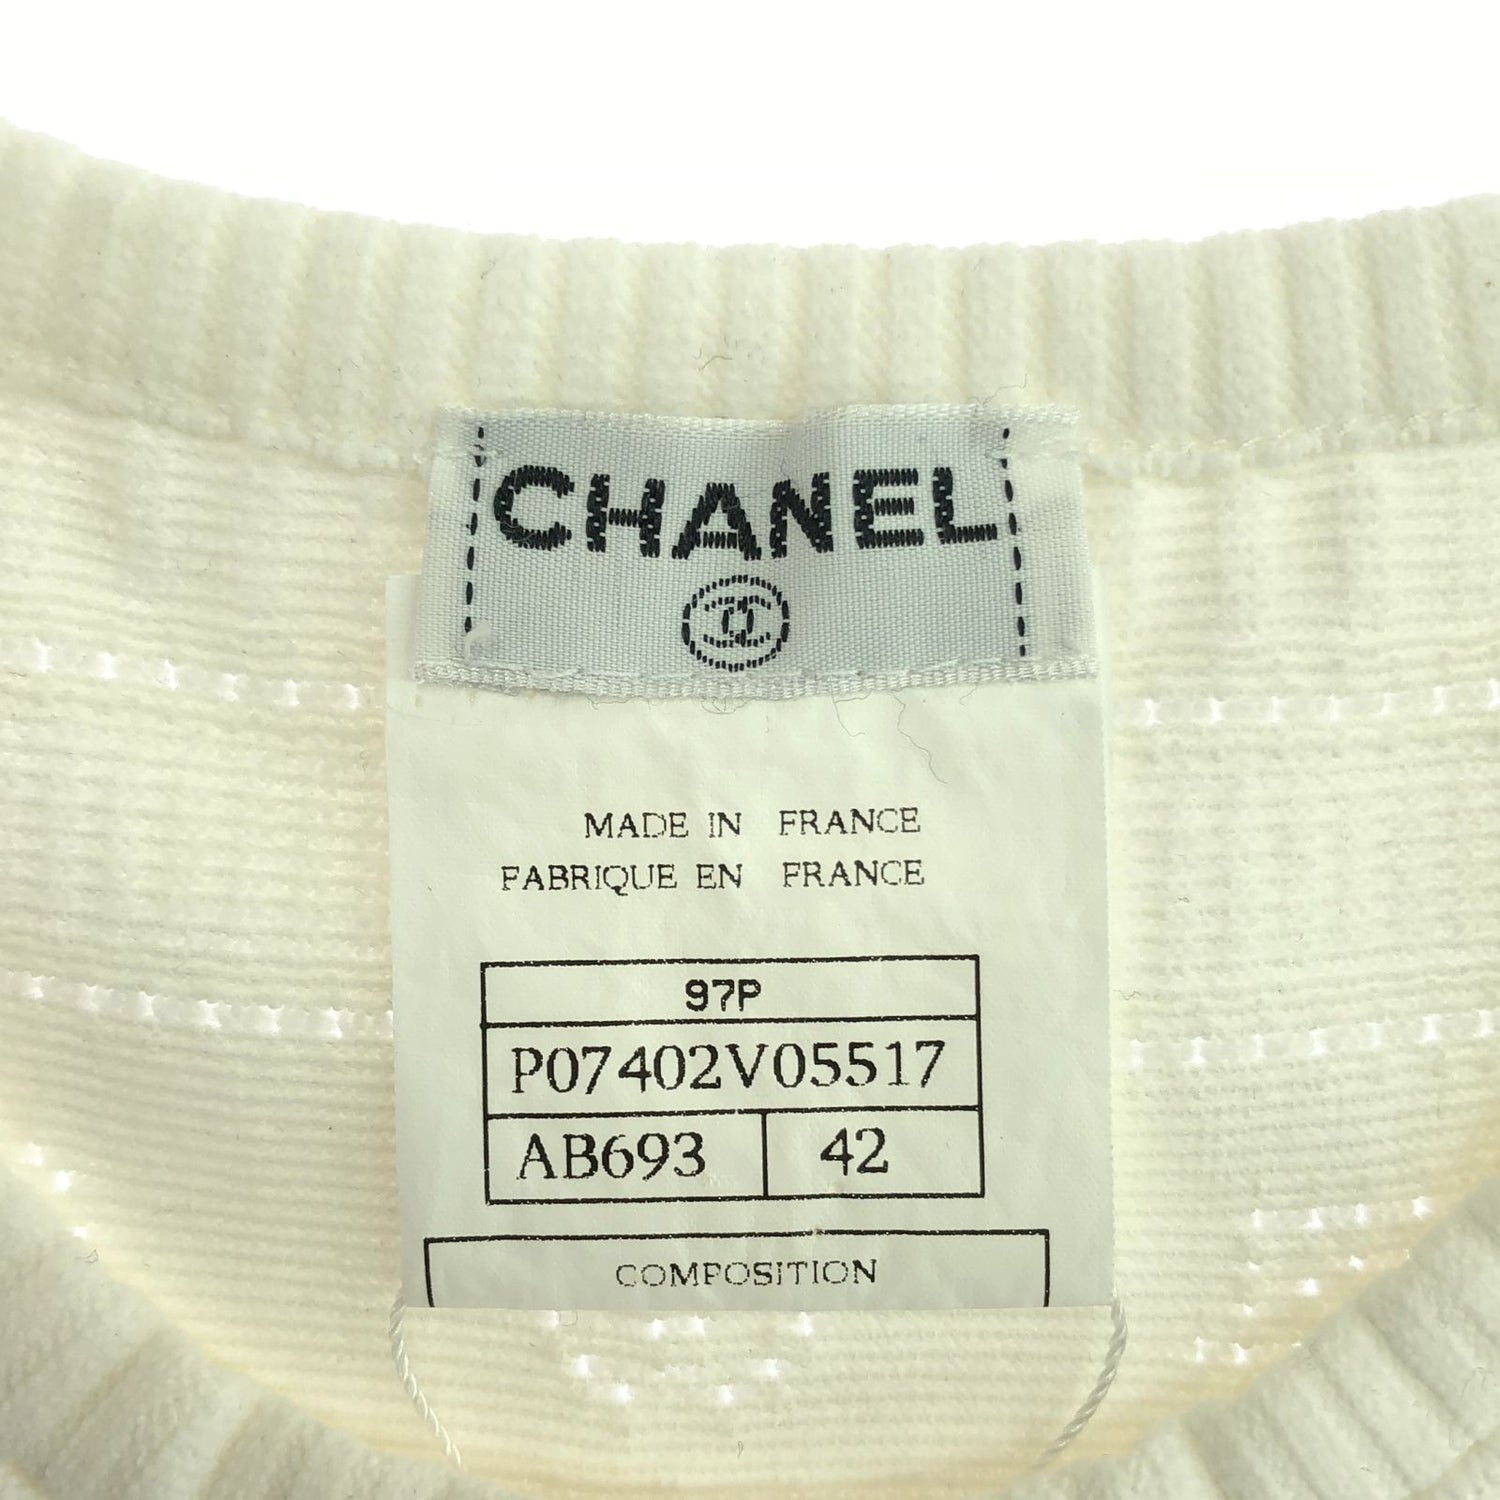 CHANEL
MADE IN FRANCE
FABRIQUE EN FRANCE
97P
P07402V05517
AB693 42
COMPOSITION